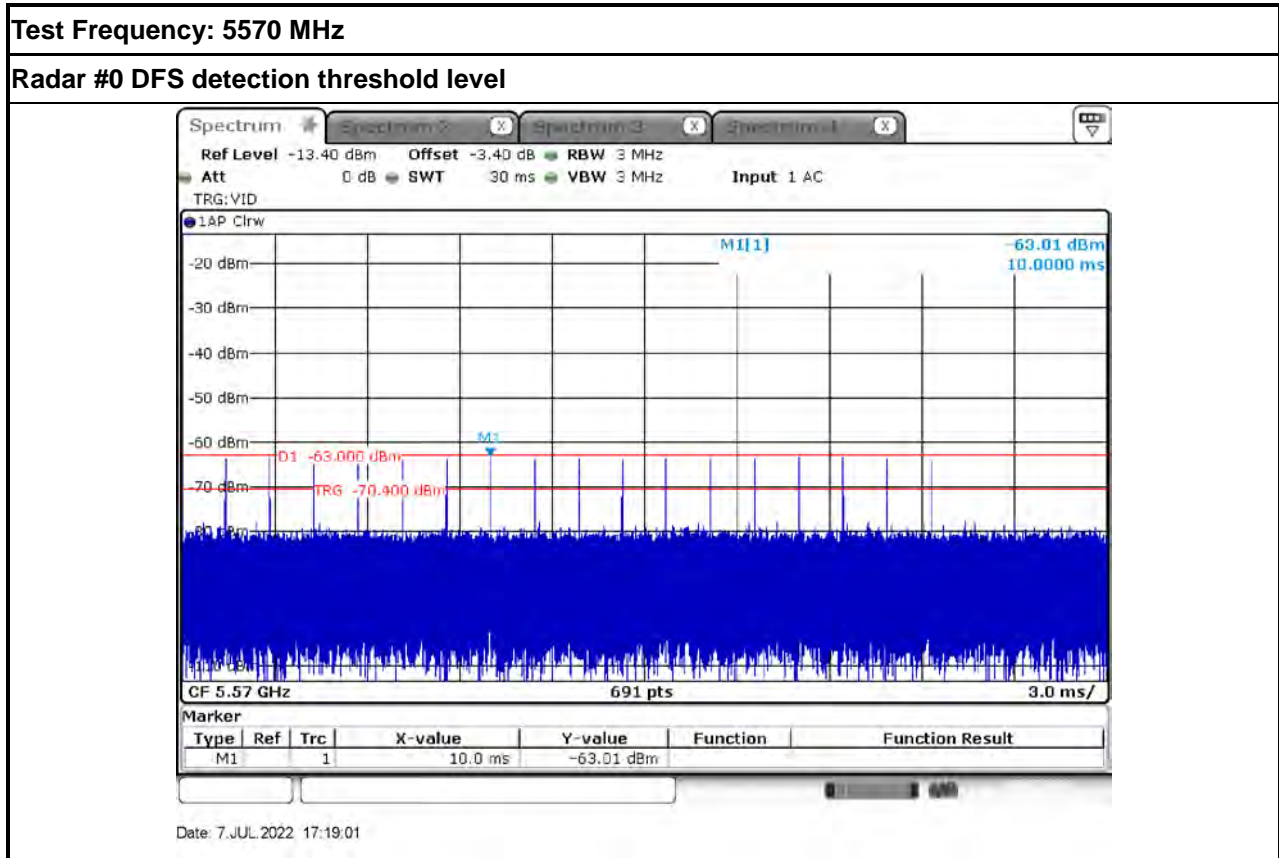 Test Frequency: 5570 MHz
Radar #0 DFS detection threshold level
Spectrum
Ref Level -13.40 dBm Offset -3.40 dB RBW 3 MHz
Att 0 dB SWT 30 ms VBW 3 MHz Input 1 AC
TRG:VID
1AP Clrw
M1[1] -63.01 dBm
10.0000 ms
-20 dBm
-30 dBm
-40 dBm
-50 dBm
-60 dBm
M1
D1 -63.000 dBm
-70 dBm
TRG -70.400 dBm
-80 dBm
CF 5.57 GHz 691 pts 3.0 ms/
Marker
Type Ref Trc X-value Y-value Function Function Result
M1 1 10.0 ms -63.01 dBm
Date: 7.JUL.2022 17:19:01